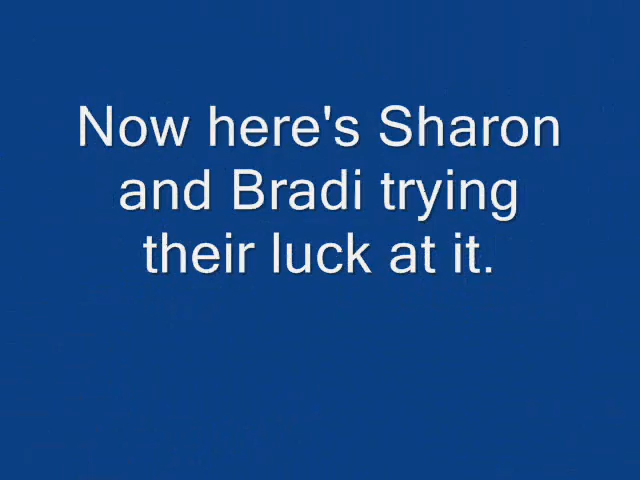 Now here's Sharon
and Bradi trying
their luck at it.